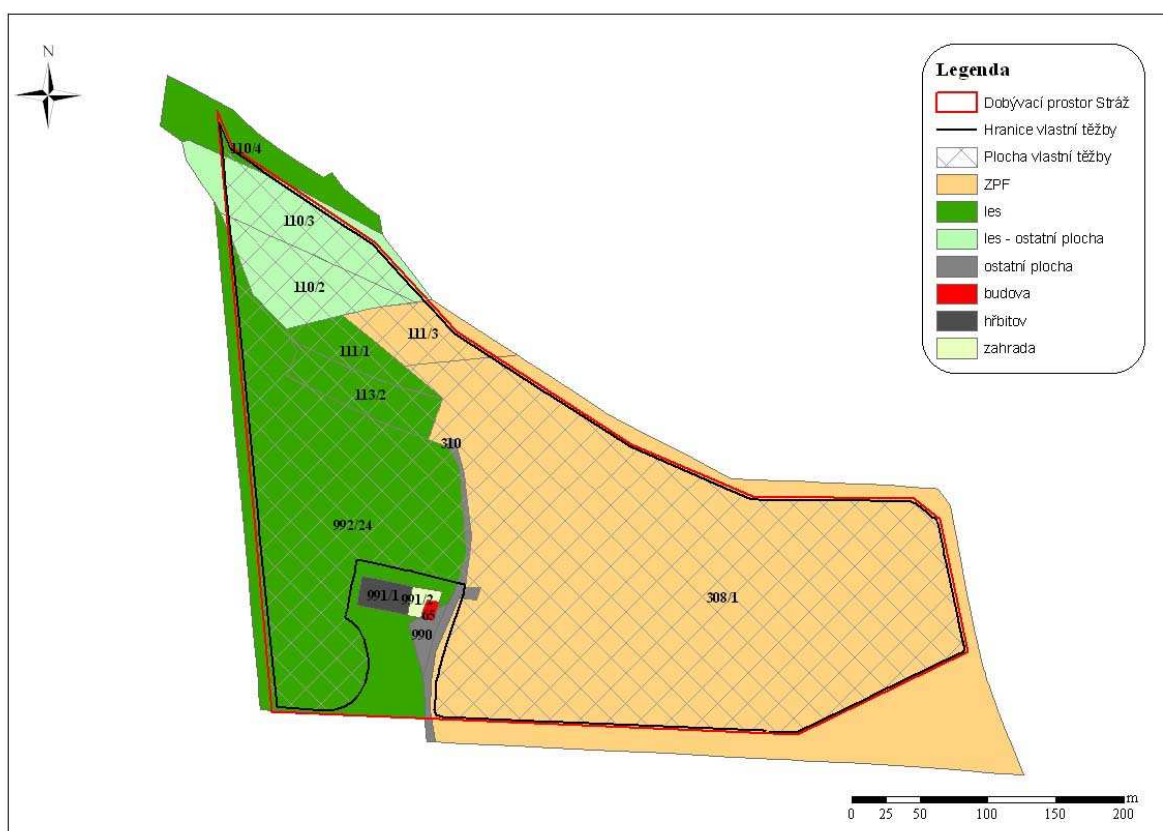 N
Legenda
Dobývací prostor Stráž
Hranice vlastní těžby
Plocha vlastní těžby
ZPF
les
les - ostatní plocha
ostatní plocha
budova
hřbitov
zahrada
110/4
110/3
110/2
111/3
111/1
113/2
310
992/24
991/1
991/2
65
308/1
990
m
0 25 50 100 150 200